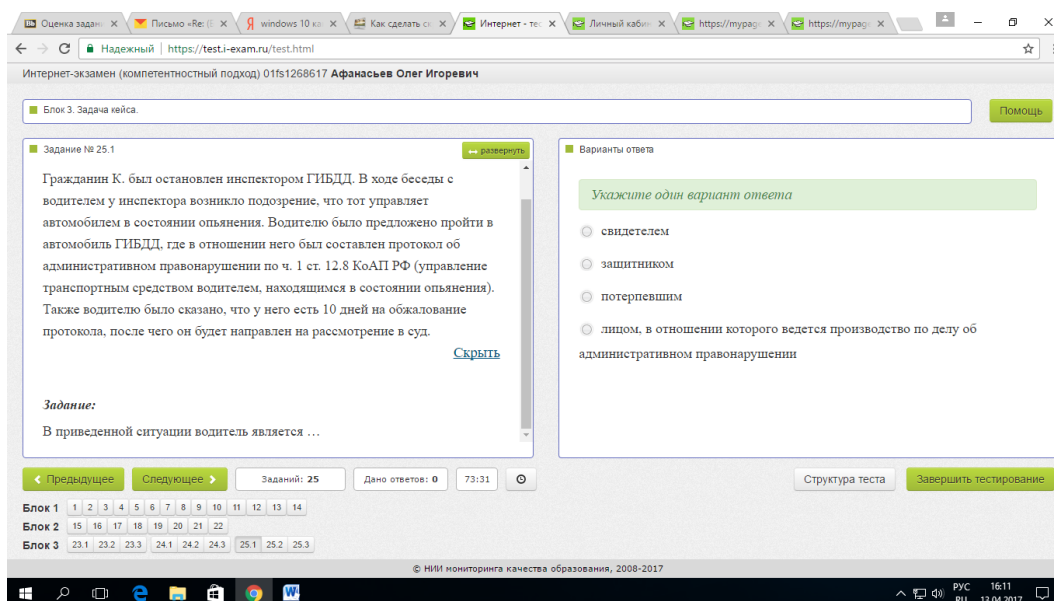 Оценка задани
Письмо «Re: (Б
windows 10 ка
Как сделать ск
Интернет - тес
Личный кабин
https://mypage
https://mypage
Надежный | https://test.i-exam.ru/test.html
Интернет-экзамен (компетентностный подход) 01fs1268617 Афанасьев Олег Игоревич
Блок 3. Задача кейса.
Помощь
Задание № 25.1
развернуть
Гражданин К. был остановлен инспектором ГИБДД. В ходе беседы с
водителем у инспектора возникло подозрение, что тот управляет
автомобилем в состоянии опьянения. Водителю было предложено пройти в
автомобиль ГИБДД, где в отношении него был составлен протокол об
административном правонарушении по ч. 1 ст. 12.8 КоАП РФ (управление
транспортным средством водителем, находящимся в состоянии опьянения).
Также водителю было сказано, что у него есть 10 дней на обжалование
протокола, после чего он будет направлен на рассмотрение в суд.
Скрыть
Задание:
В приведенной ситуации водитель является …
Варианты ответа
Укажите один вариант ответа
свидетелем
защитником
потерпевшим
лицом, в отношении которого ведется производство по делу об
административном правонарушении
Предыдущее
Следующее
Заданий: 25
Дано ответов: 0
73:31
Структура теста
Завершить тестирование
Блок 1 1 2 3 4 5 6 7 8 9 10 11 12 13 14
Блок 2 15 16 17 18 19 20 21 22
Блок 3 23.1 23.2 23.3 24.1 24.2 24.3 25.1 25.2 25.3
© НИИ мониторинга качества образования, 2008-2017
РУС 16:11
RU 13.04.2017